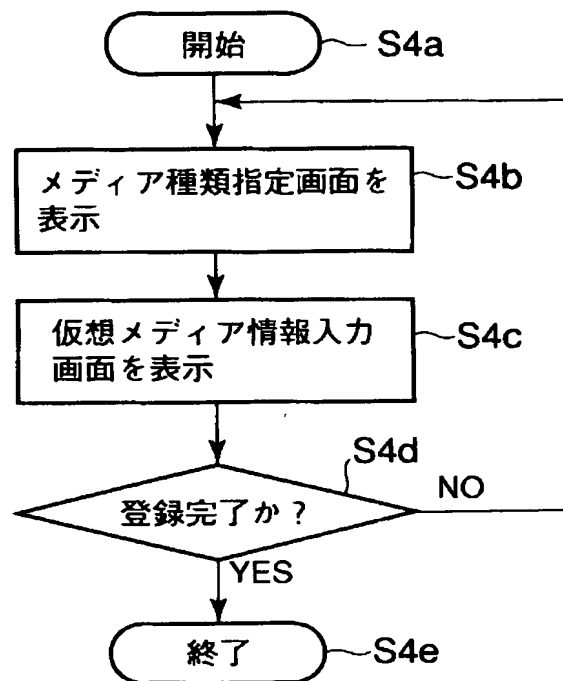 開始
S4a
メディア種類指定画面を
表示
S4b
仮想メディア情報入力
画面を表示
S4c
S4d
登録完了か？
NO
YES
終了
S4e